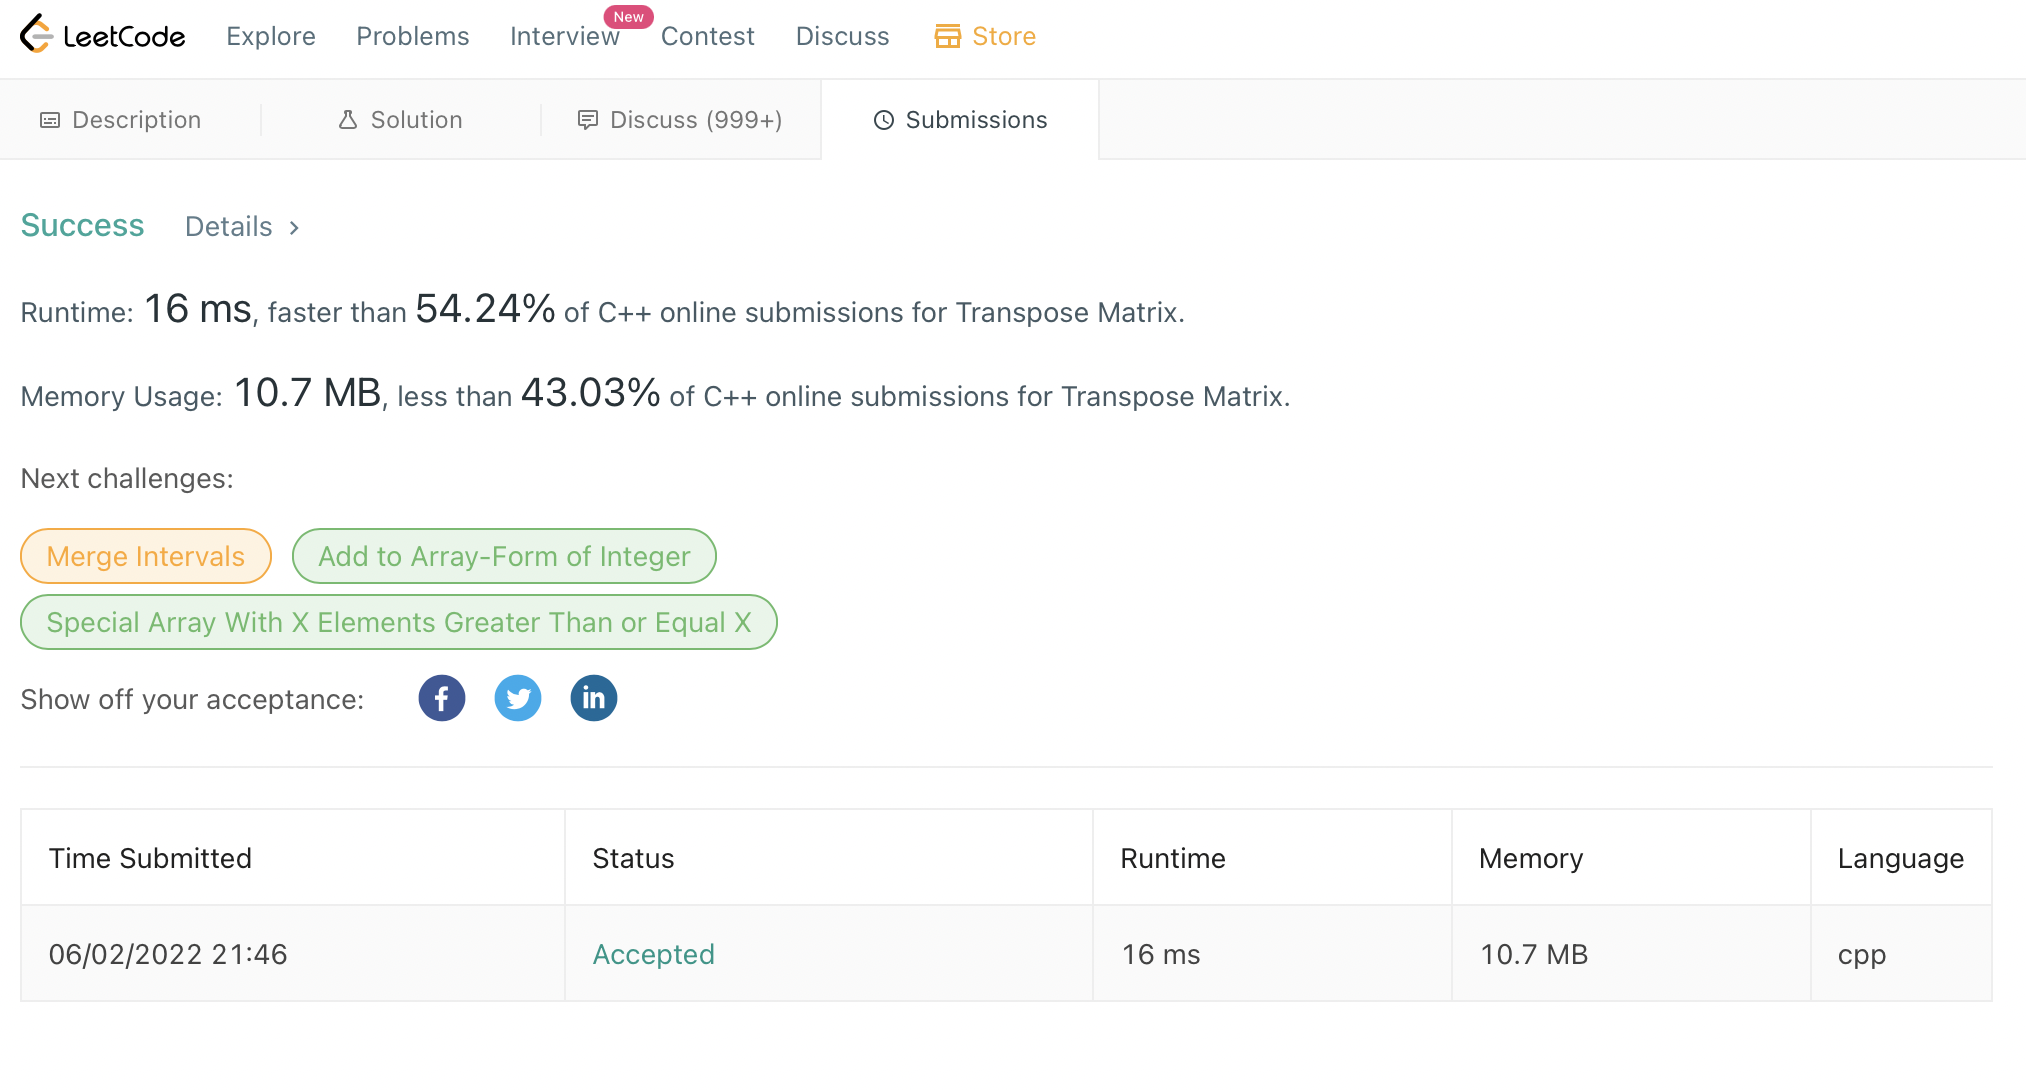 LeetCode Explore Problems Interview New Contest Discuss Store
Description Solution Discuss (999+) Submissions
Success Details >
Runtime: 16 ms, faster than 54.24% of C++ online submissions for Transpose Matrix.
Memory Usage: 10.7 MB, less than 43.03% of C++ online submissions for Transpose Matrix.
Next challenges:
Merge Intervals Add to Array-Form of Integer
Special Array With X Elements Greater Than or Equal X
Show off your acceptance: f in
Time Submitted Status Runtime Memory Language
06/02/2022 21:46 Accepted 16 ms 10.7 MB cpp